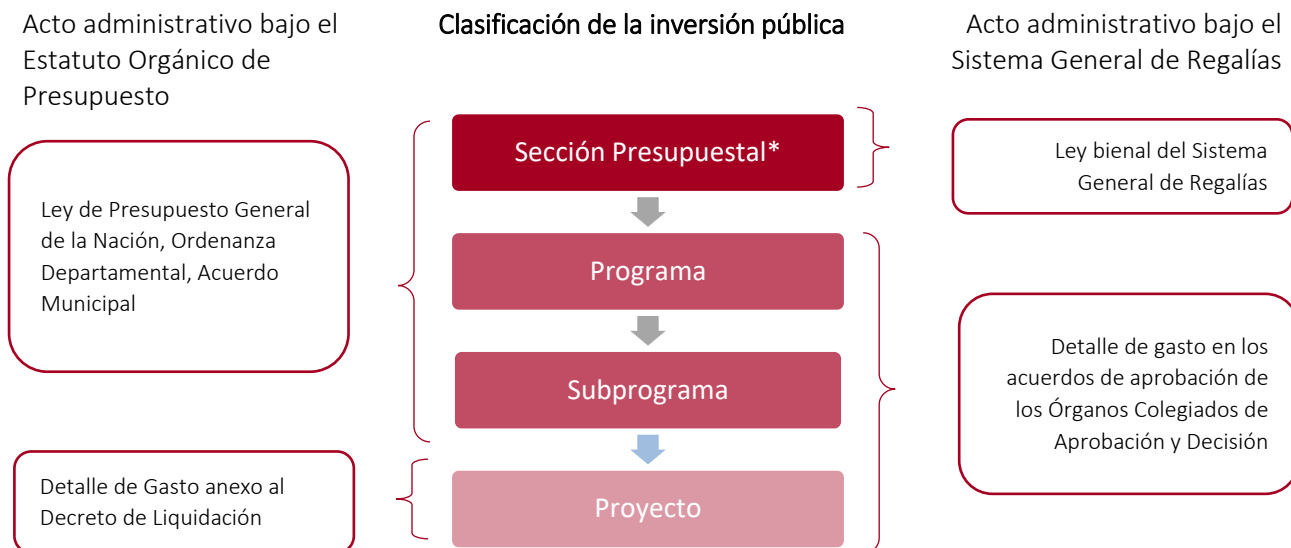 Acto administrativo bajo el
Estatuto Orgánico de
Presupuesto
Clasificación de la inversión pública
Acto administrativo bajo el
Sistema General de Regalías
Ley de Presupuesto General
de la Nación, Ordenanza
Departamental, Acuerdo
Municipal
Detalle de Gasto anexo al
Decreto de Liquidación
Sección Presupuestal*
Programa
Subprograma
Proyecto
Ley bienal del Sistema
General de Regalías
Detalle de gasto en los
acuerdos de aprobación de
los Órganos Colegiados de
Aprobación y Decisión